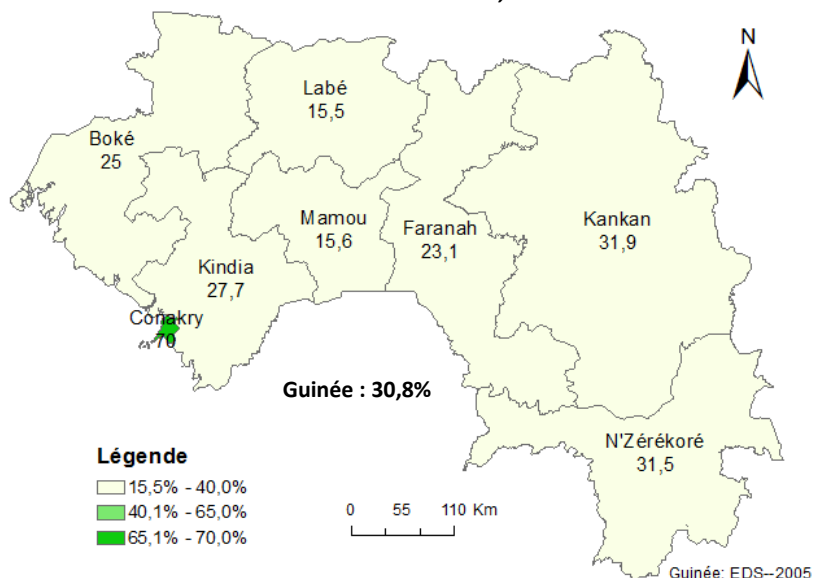 N
Labé
15,5
Boké
25
Mamou
15,6
Faranah
23,1
Kankan
31,9
Kindia
27,7
Conakry
70
Guinée : 30,8%
N'Zérékoré
31,5
Légende
15,5% - 40,0%
40,1% - 65,0%
65,1% - 70,0%
0 55 110 Km
Guinée: EDS--2005